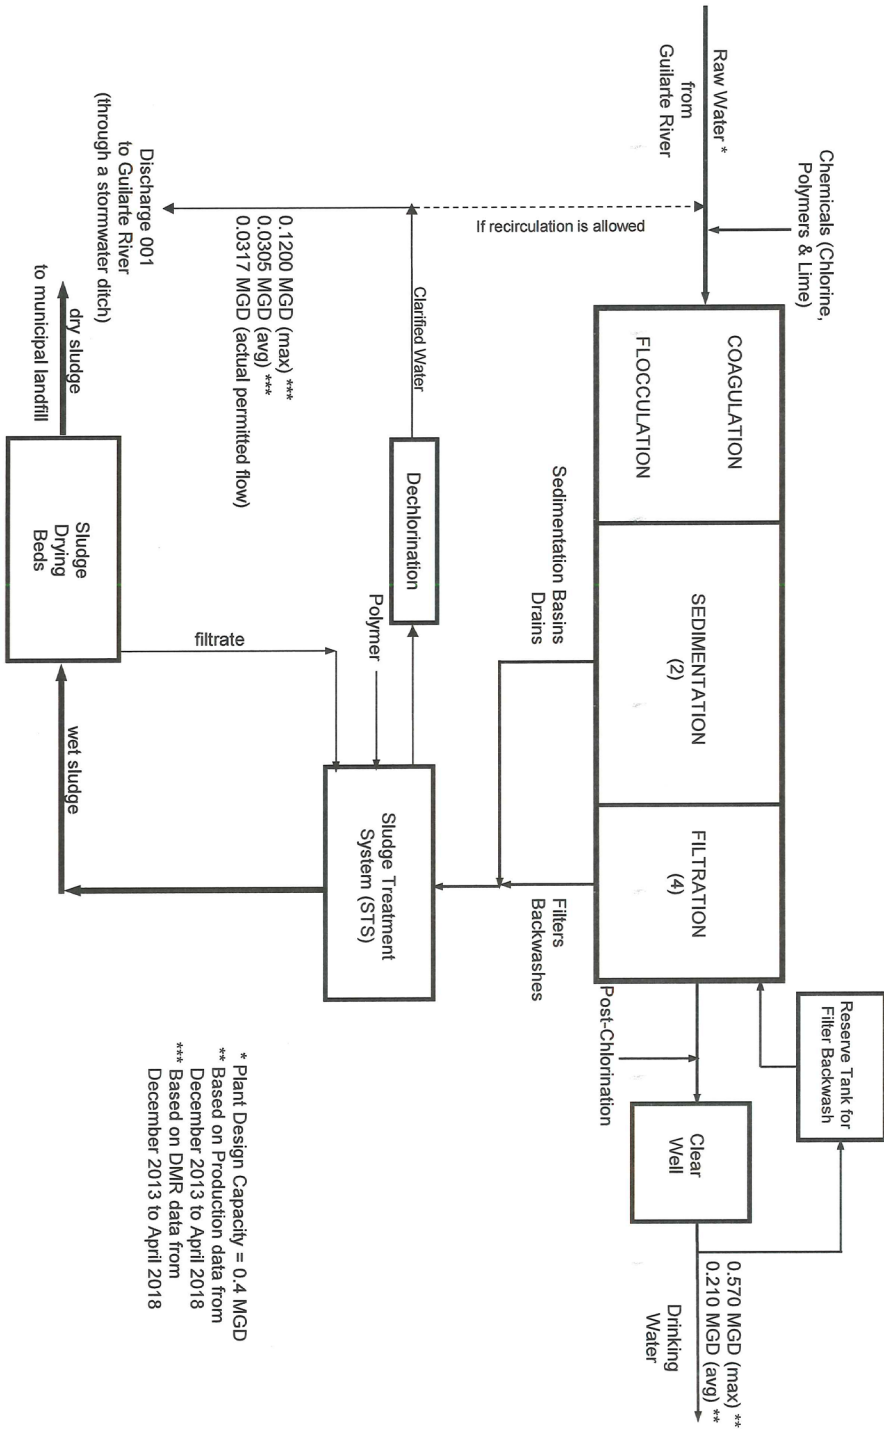 Raw Water *
from
Guilarte River
Chemicals (Chlorine,
Polymers & Lime)
If recirculation is allowed
COAGULATION
FLOCCULATION
SEDIMENTATION
(2)
FILTRATION
(4)
Reserve Tank for
Filter Backwash
Post-Chlorination
Clear
Well
0.570 MGD (max) **
0.210 MGD (avg) **
Drinking
Water
Sedimentation Basins
Drains
Filters
Backwashes
Clarified Water
Dechlorination
Polymer
Sludge Treatment
System (STS)
0.1200 MGD (max) ***
0.0305 MGD (avg) ***
0.0317 MGD (actual permitted flow)
Discharge 001
to Guilarte River
(through a stormwater ditch)
filtrate
dry sludge
to municipal landfill
Sludge
Drying
Beds
wet sludge
* Plant Design Capacity = 0.4 MGD
** Based on Production data from
December 2013 to April 2018
*** Based on DMR data from
December 2013 to April 2018